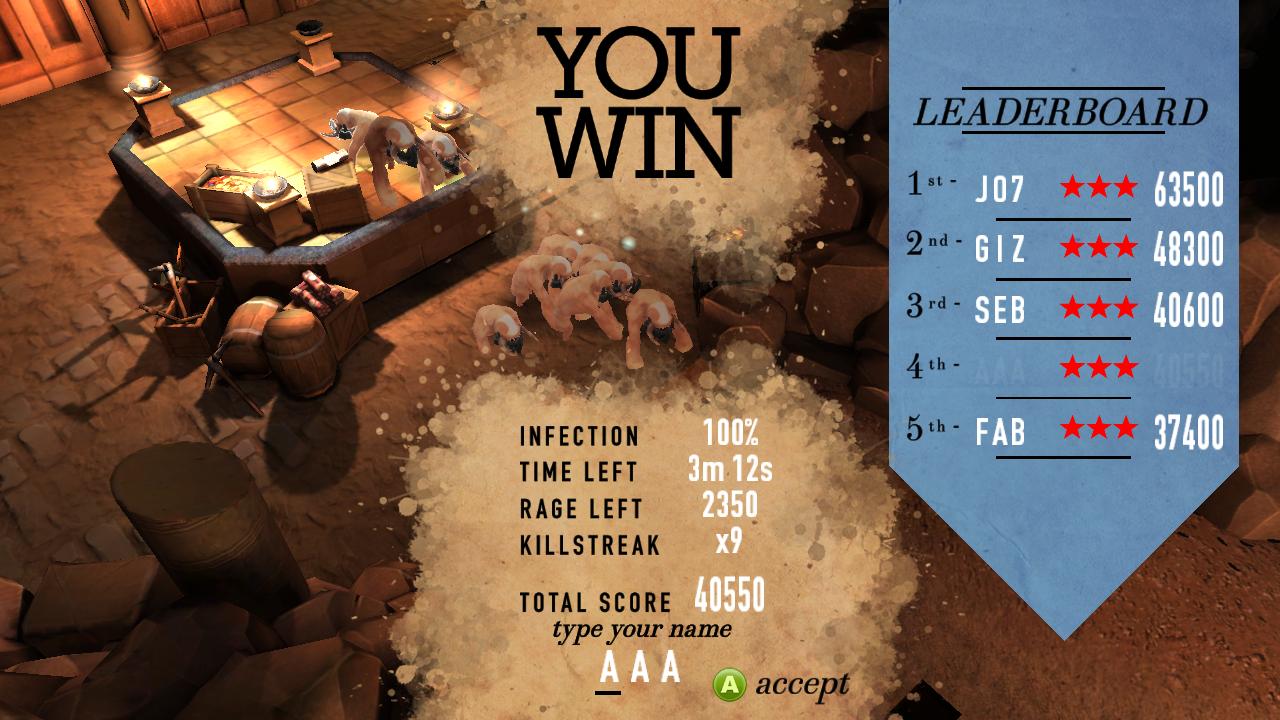 YOU
WIN
LEADERBOARD
1st - JO7 ★★★ 63500
2nd - GIZ ★★★ 48300
3rd - SEB ★★★ 40600
4th - AAA ★★★ 40550
5th - FAB ★★★ 37400
INFECTION 100%
TIME LEFT 3m 12s
RAGE LEFT 2350
KILLSTREAK x9
TOTAL SCORE 40550
type your name
A A A
A accept